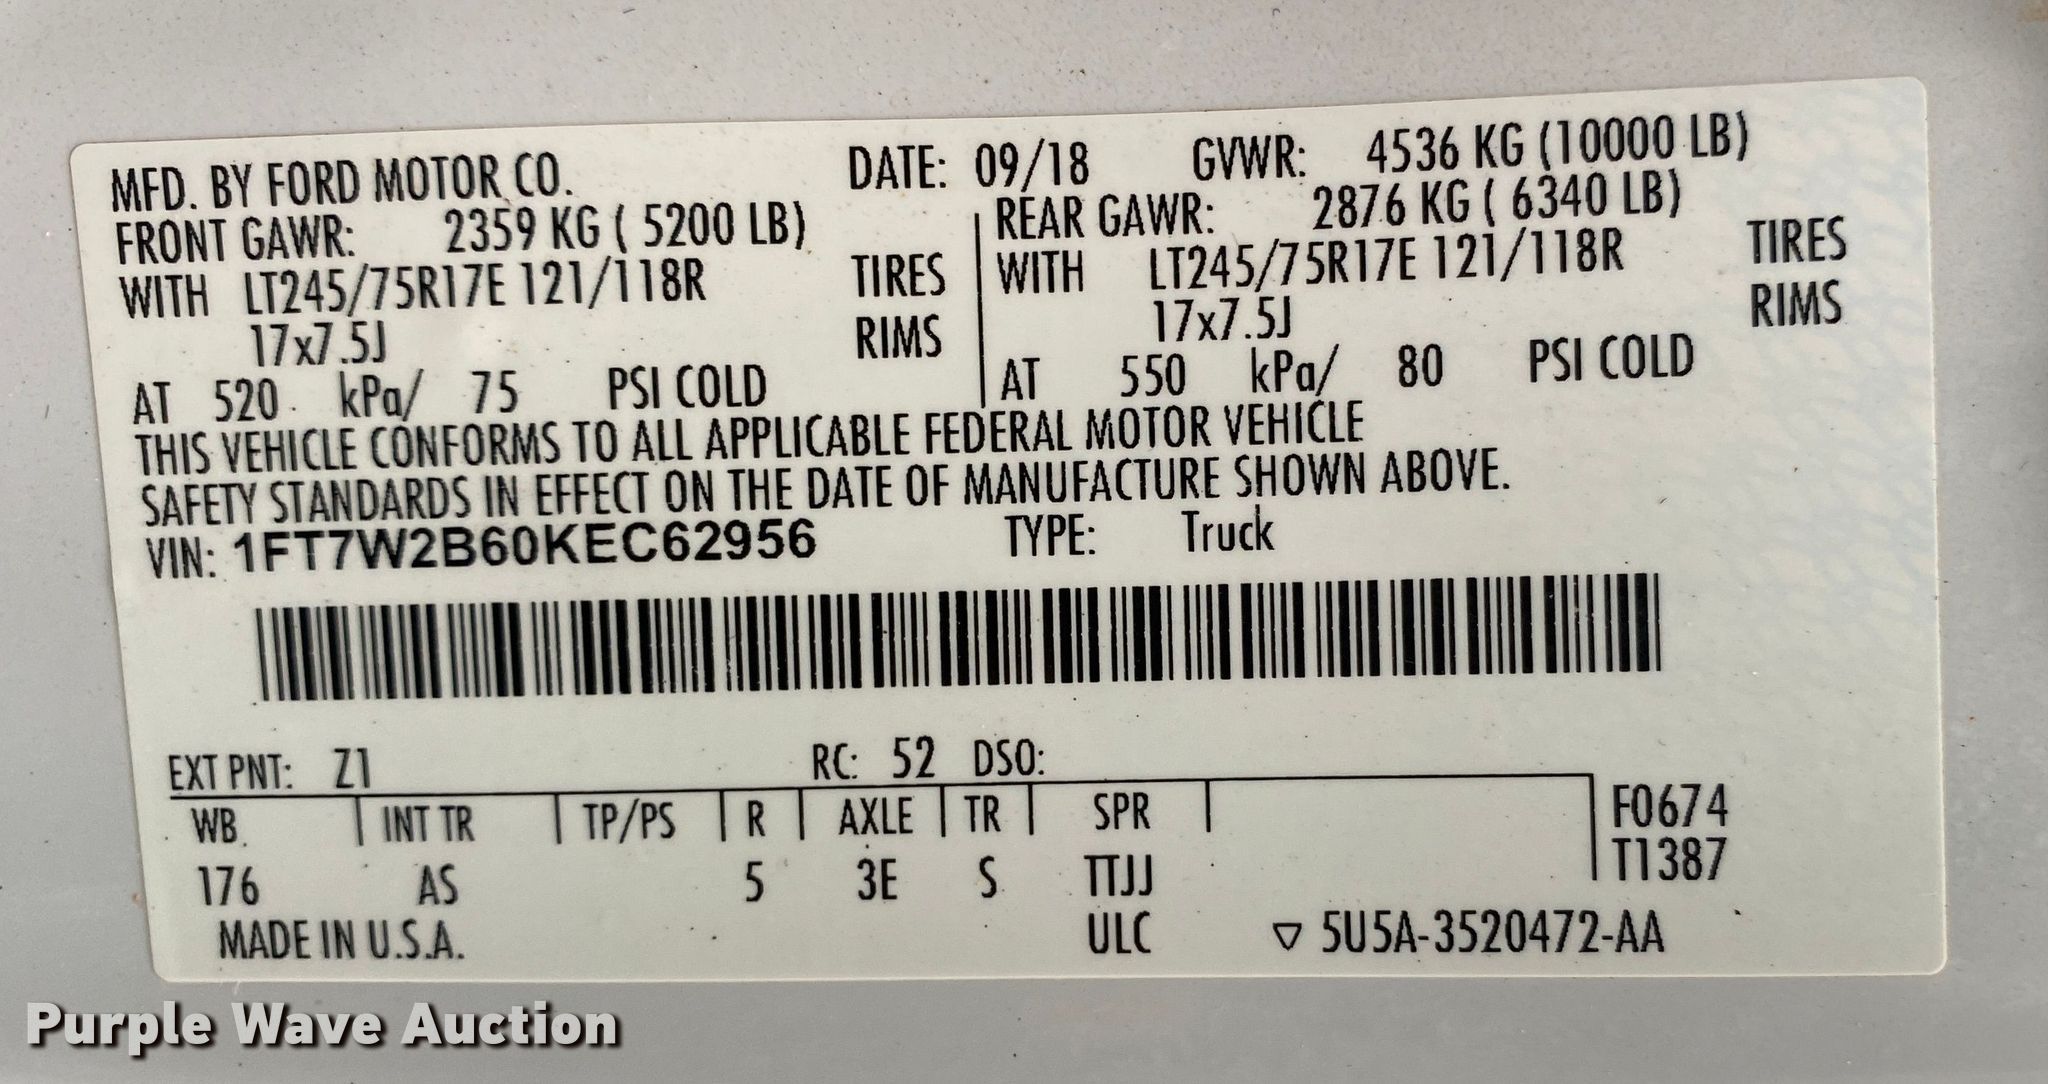 MFD. BY FORD MOTOR CO. DATE: 09/18 GVWR: 4536 KG (10000 LB)
FRONT GAWR: 2359 KG ( 5200 LB) REAR GAWR: 2876 KG ( 6340 LB)
WITH LT245/75R17E 121/118R TIRES WITH LT245/75R17E 121/118R TIRES
17x7.5J RIMS 17x7.5J RIMS
AT 520 kPa/ 75 PSI COLD AT 550 kPa/ 80 PSI COLD
THIS VEHICLE CONFORMS TO ALL APPLICABLE FEDERAL MOTOR VEHICLE
SAFETY STANDARDS IN EFFECT ON THE DATE OF MANUFACTURE SHOWN ABOVE.
VIN: 1FT7W2B60KEC62956 TYPE: Truck
EXT PNT: Z1 RC: 52 DSO:
WB INT TR TP/PS R AXLE TR SPR F0674
176 AS 5 3E S TTJJ T1387
MADE IN U.S.A. ULC ▽ 5U5A-3520472-AA
Purple Wave Auction